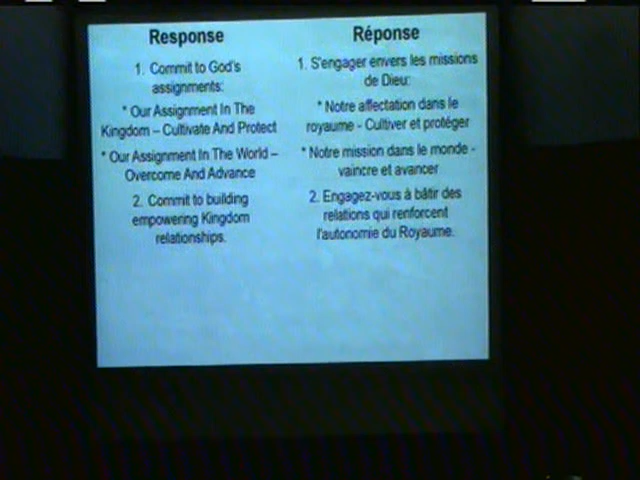 Response
1. Commit to God's
assignments:
* Our Assignment In The
Kingdom – Cultivate And Protect
* Our Assignment In The World –
Overcome And Advance
2. Commit to building
empowering Kingdom
relationships.
Réponse
1. S'engager envers les missions
de Dieu:
* Notre affectation dans le
royaume - Cultiver et protéger
* Notre mission dans le monde -
vaincre et avancer
2. Engagez-vous à bâtir des
relations qui renforcent
l'autonomie du Royaume.